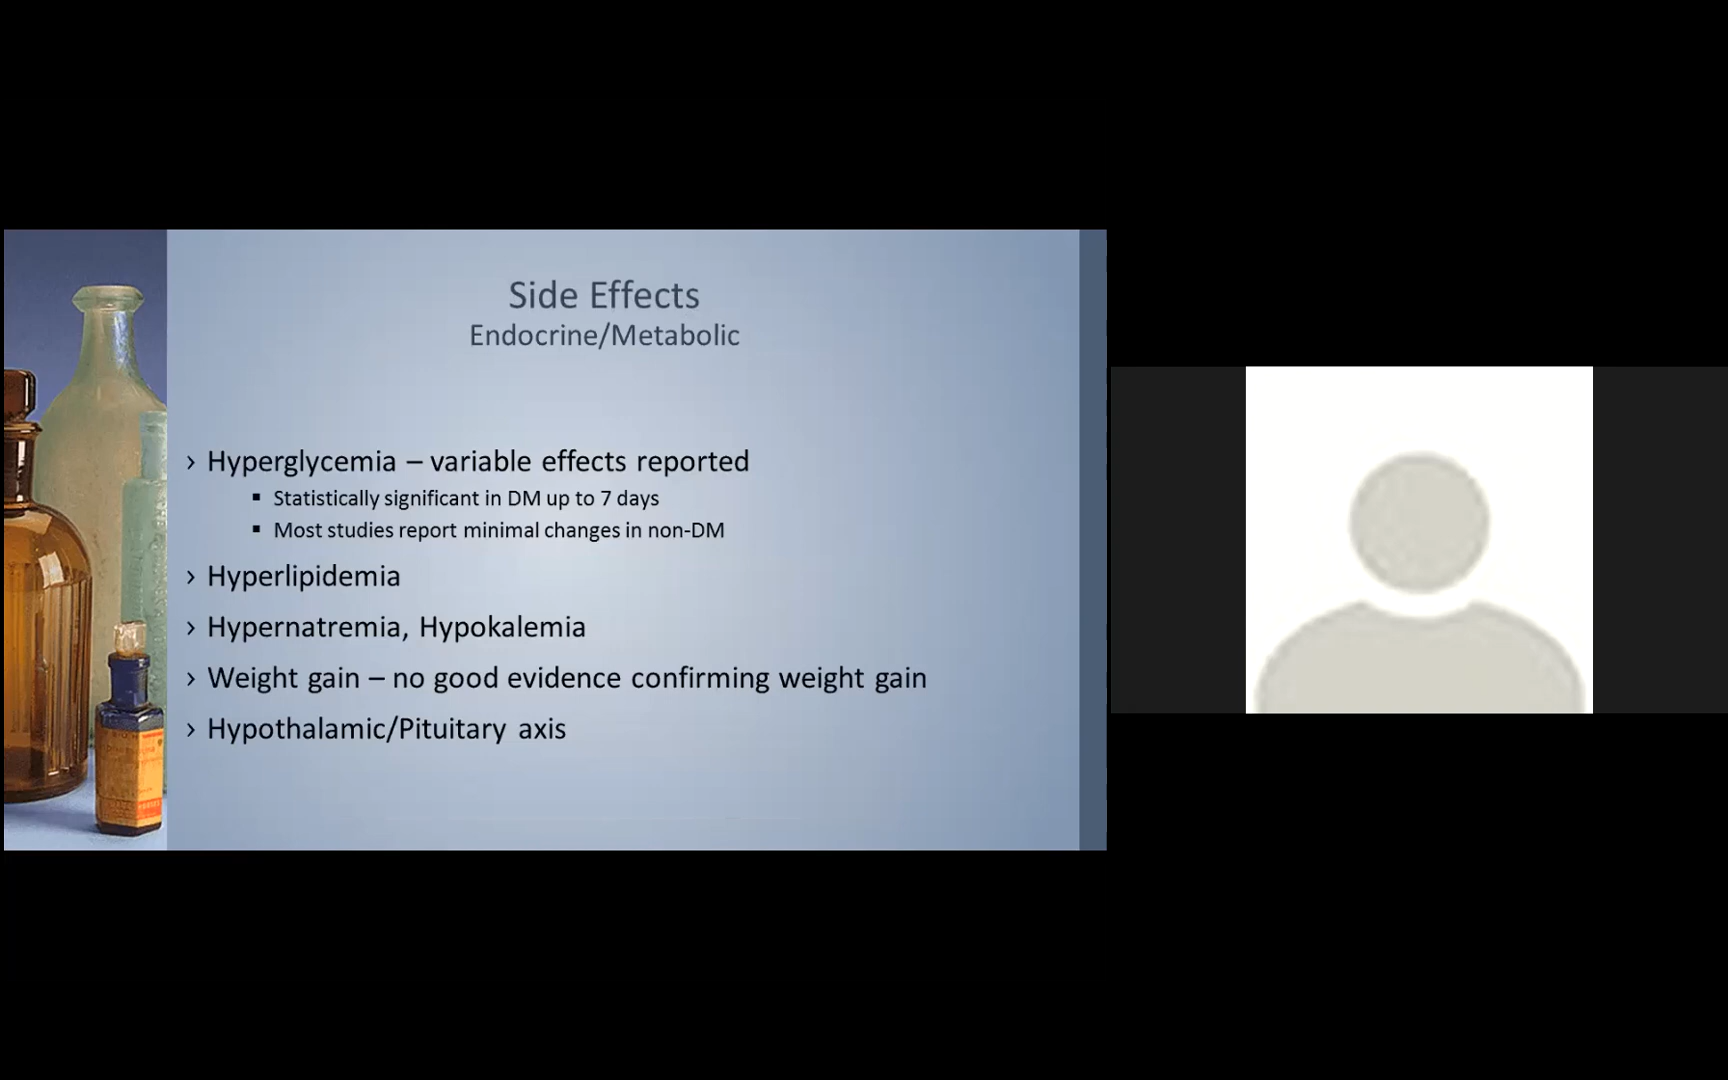 Side Effects
Endocrine/Metabolic
› Hyperglycemia – variable effects reported
▪ Statistically significant in DM up to 7 days
▪ Most studies report minimal changes in non-DM
› Hyperlipidemia
› Hypernatremia, Hypokalemia
› Weight gain – no good evidence confirming weight gain
› Hypothalamic/Pituitary axis